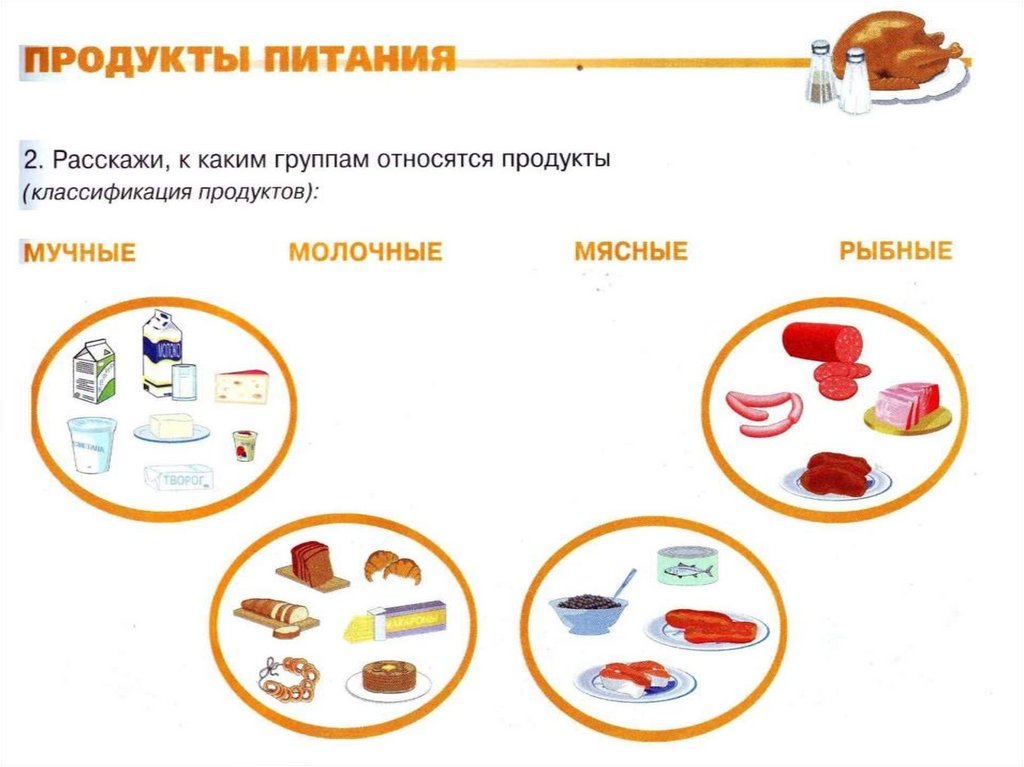 ПРОДУКТЫ ПИТАНИЯ
2. Расскажи, к каким группам относятся продукты
(классификация продуктов):
МУЧНЫЕ МОЛОЧНЫЕ МЯСНЫЕ РЫБНЫЕ
МОЛОКО
СМЕТАНА
ТВОРОГ
МАКАРОНЫ